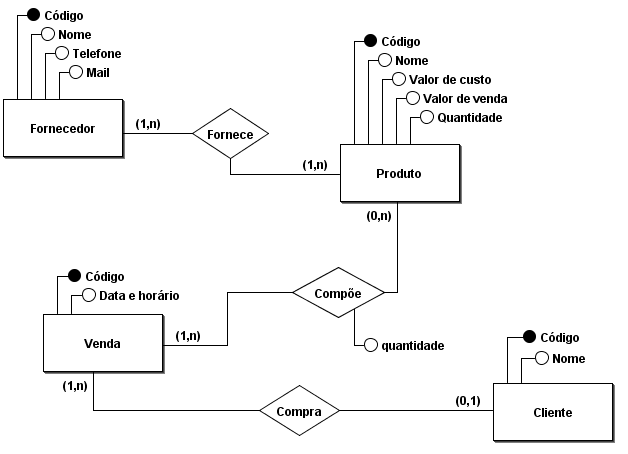 Código
Nome
Telefone
Mail
Fornecedor
(1,n)
Fornece
(1,n)
Código
Nome
Valor de custo
Valor de venda
Quantidade
Produto
(0,n)
Compõe
quantidade
Código
Data e horário
Venda
(1,n)
(1,n)
Compra
(0,1)
Código
Nome
Cliente